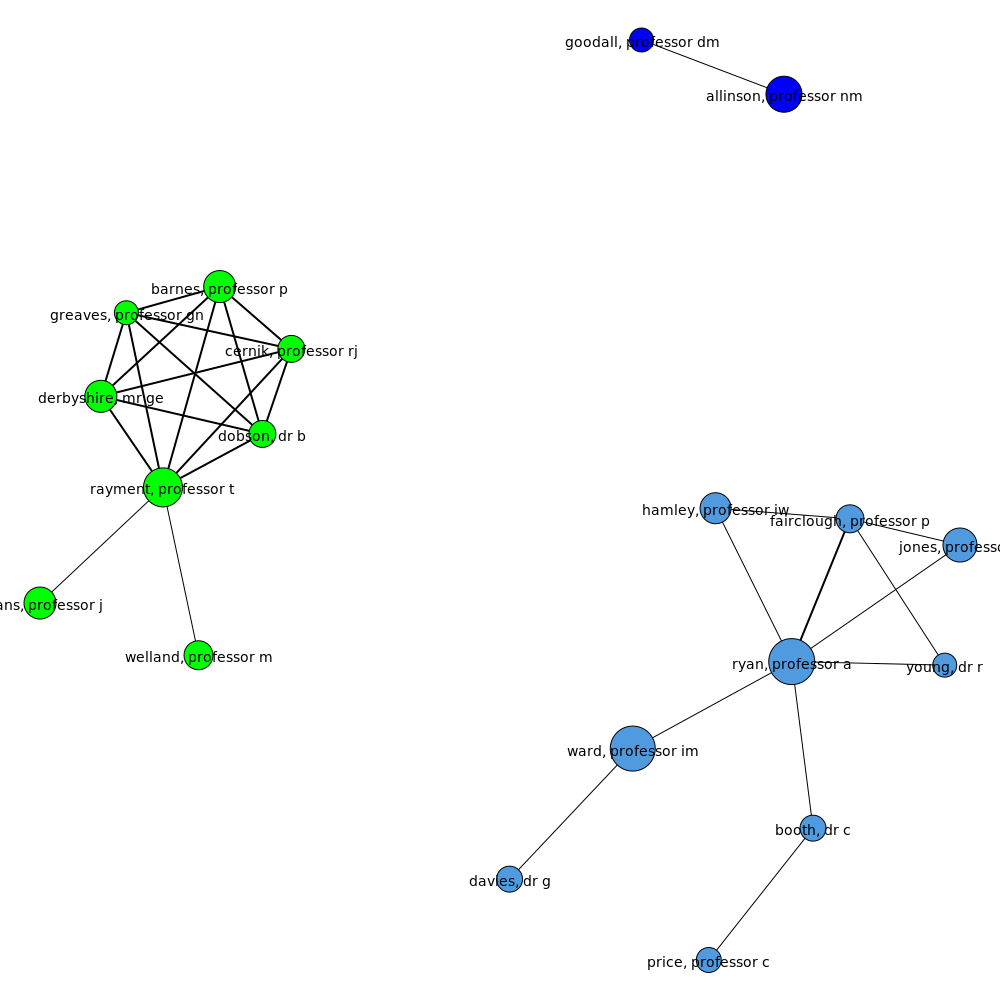 goodall, professor dm
allinson, professor nm
barnes, professor p
greaves, professor gn
cernik, professor rj
derbyshire, mr ge
dobson, dr b
rayment, professor t
hamley, professor iw
fairclough, professor p
jones, professo
ans, professor j
welland, professor m
ryan, professor a
young, dr r
ward, professor im
booth, dr c
davies, dr g
price, professor c